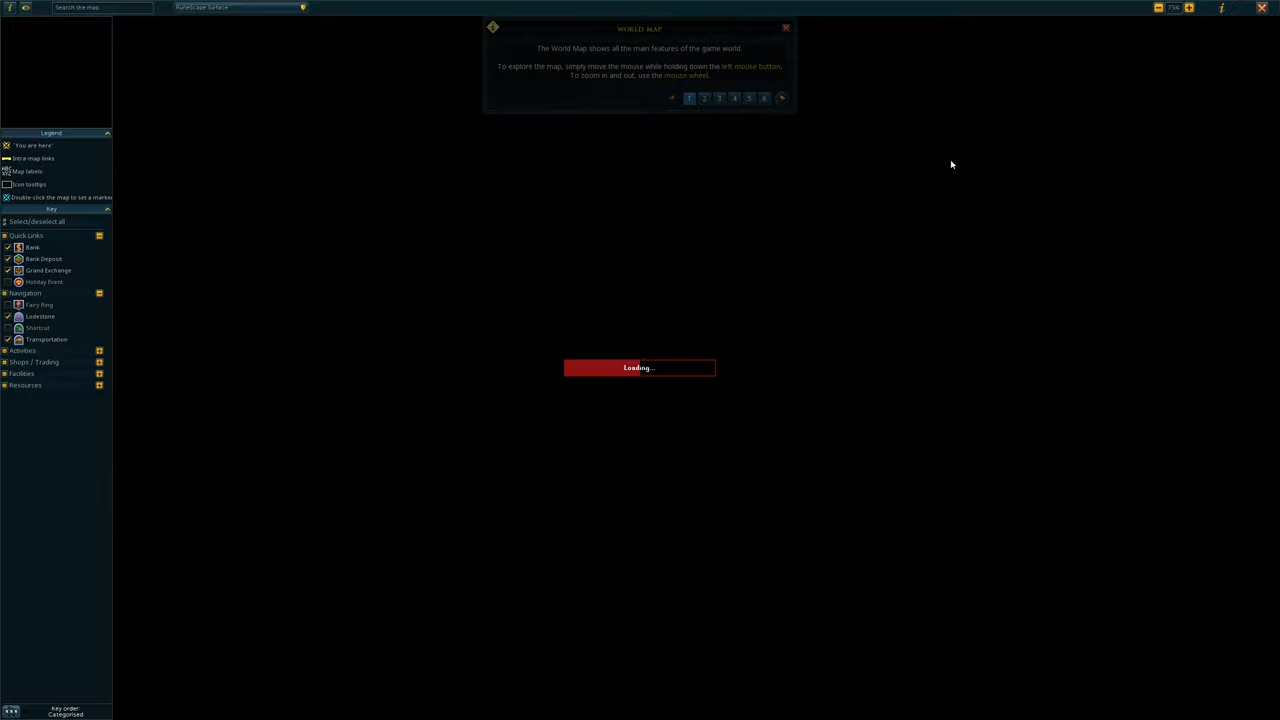 Search the map
RuneScape Surface
75%
WORLD MAP
The World Map shows all the main features of the game world.
To explore the map, simply move the mouse while holding down the left mouse button.
To zoom in and out, use the mouse wheel.
1 2 3 4 5 6
Legend
'You are here'
Intra-map links
ABC
XYZ
Map labels
Icon tooltips
Double-click the map to set a marke
Key
Select/deselect all
Quick Links
Bank
Bank Deposit
Grand Exchange
Holiday Event
Navigation
Fairy Ring
Lodestone
Shortcut
Transportation
Activities
Shops / Trading
Facilities
Resources
Loading...
Key order:
Categorised